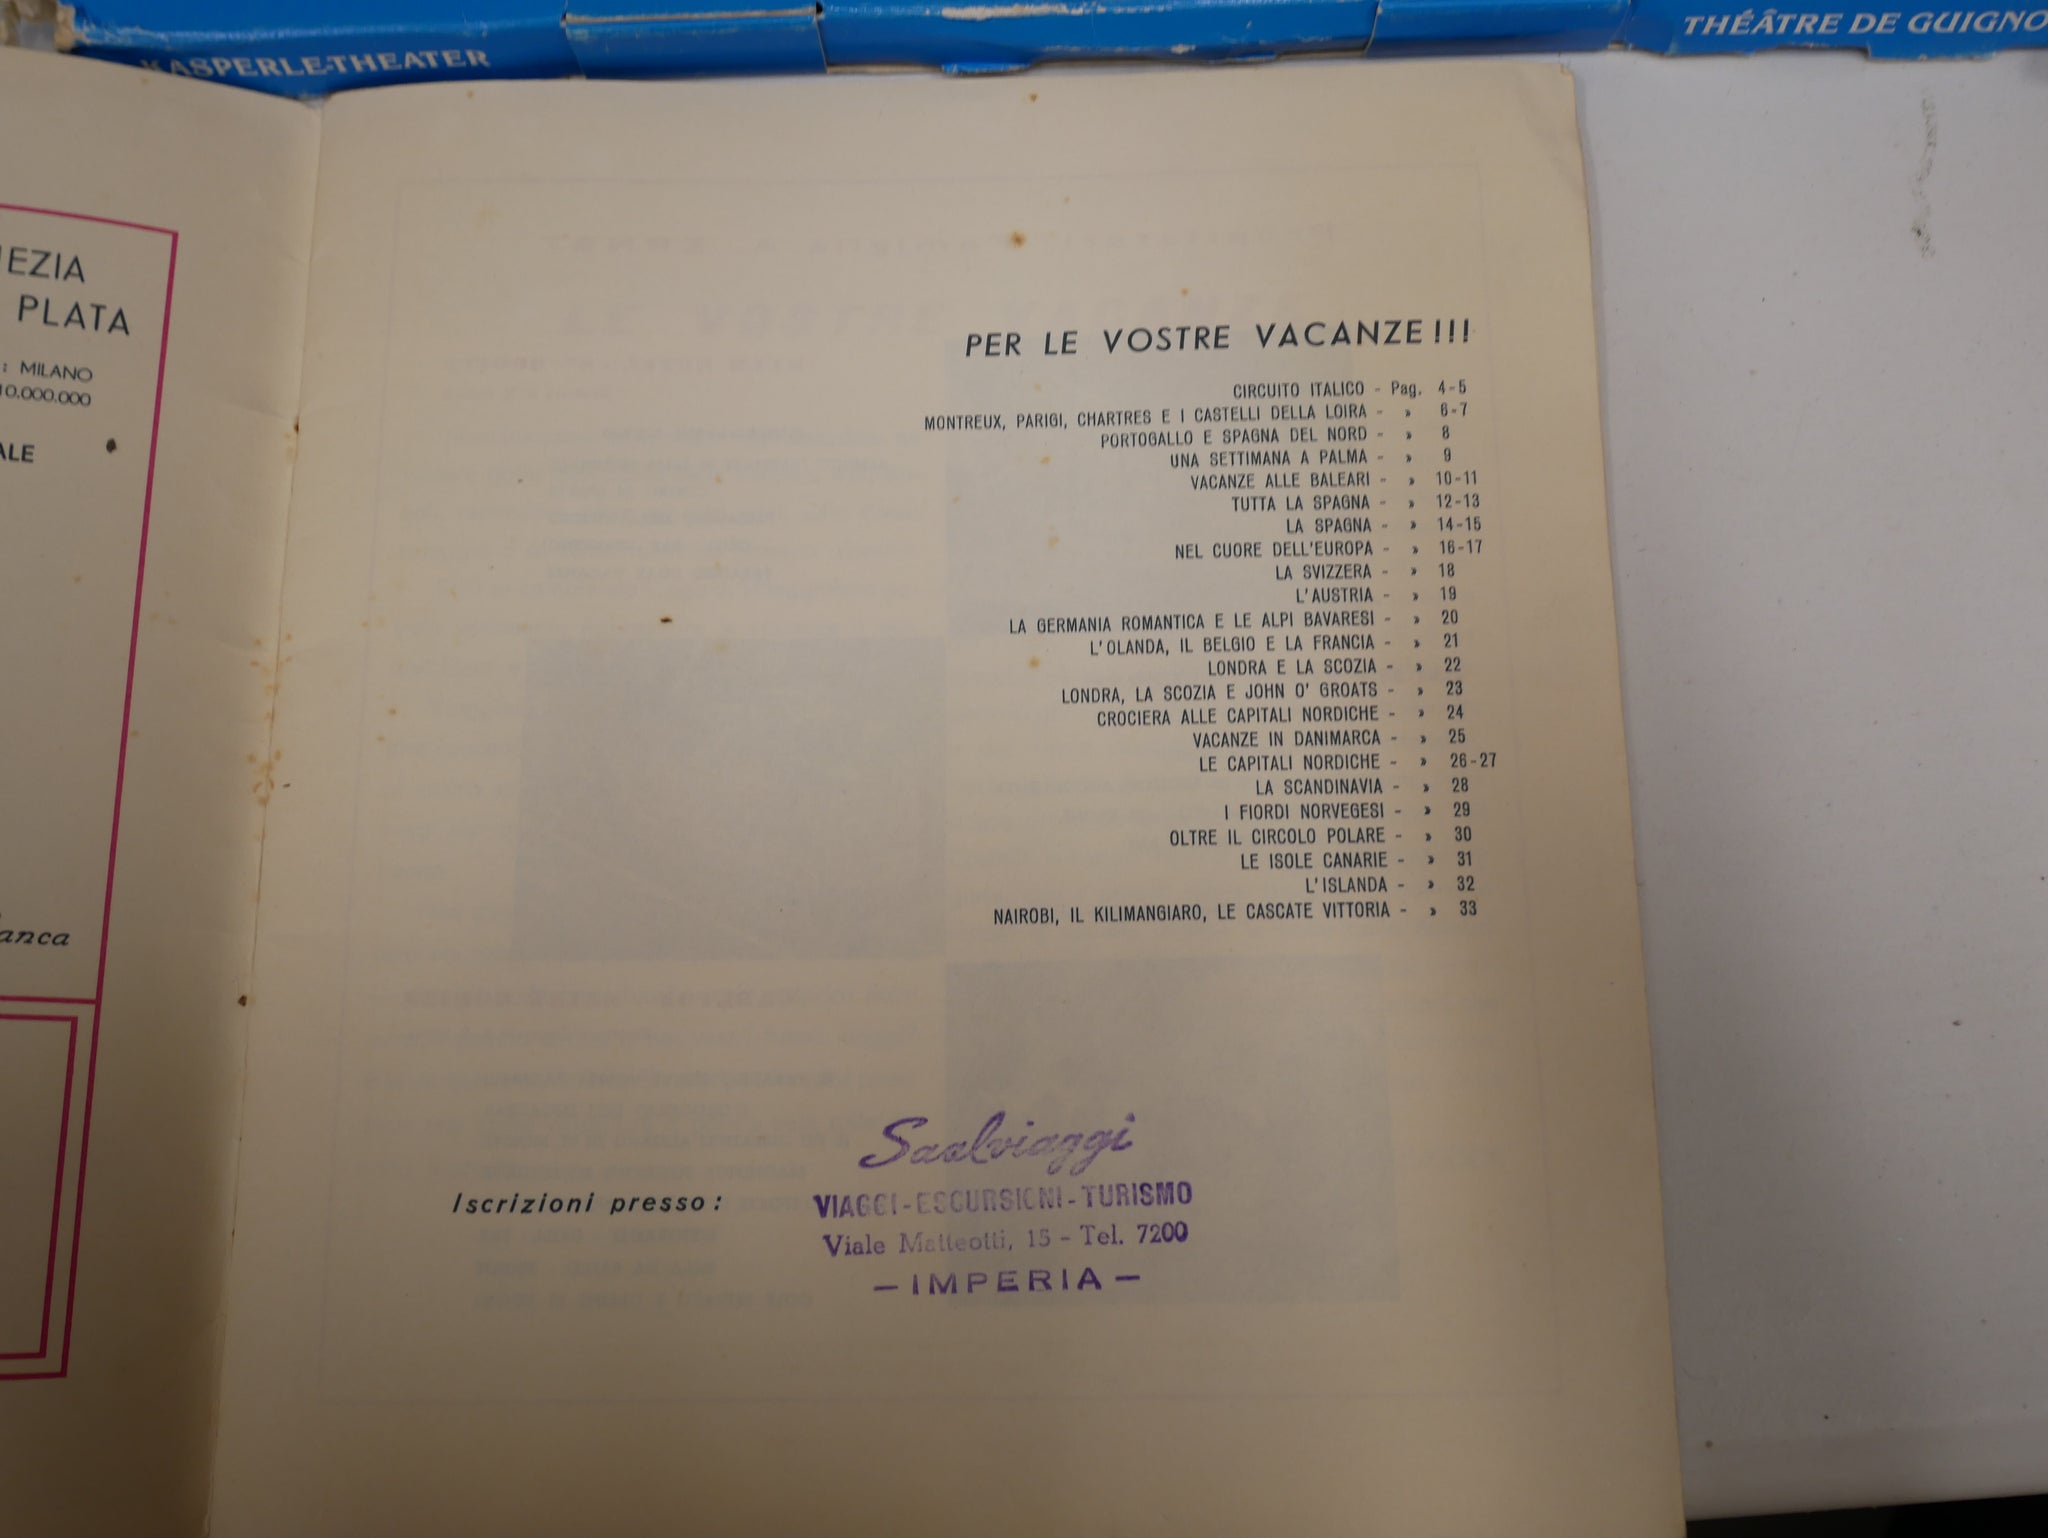 KASPERLE-THEATER
THÉÂTRE DE GUIGNO
PLATA
: MILANO
10.000.000
PER LE VOSTRE VACANZE!!!
CIRCUITO ITALICO - Pag. 4-5
MONTREUX, PARIGI, CHARTRES E I CASTELLI DELLA LOIRA - » 6-7
PORTOGALLO E SPAGNA DEL NORD - » 8
UNA SETTIMANA A PALMA - » 9
VACANZE ALLE BALEARI - » 10-11
TUTTA LA SPAGNA - » 12-13
LA SPAGNA - » 14-15
NEL CUORE DELL'EUROPA - » 16-17
LA SVIZZERA - » 18
L'AUSTRIA - » 19
LA GERMANIA ROMANTICA E LE ALPI BAVARESI - » 20
L'OLANDA, IL BELGIO E LA FRANCIA - » 21
LONDRA E LA SCOZIA - » 22
LONDRA, LA SCOZIA E JOHN O' GROATS - » 23
CROCIERA ALLE CAPITALI NORDICHE - » 24
VACANZE IN DANIMARCA - » 25
LE CAPITALI NORDICHE - » 26-27
LA SCANDINAVIA - » 28
I FIORDI NORVEGESI - » 29
OLTRE IL CIRCOLO POLARE - » 30
LE ISOLE CANARIE - » 31
L'ISLANDA - » 32
NAIROBI, IL KILIMANGIARO, LE CASCATE VITTORIA - » 33
Saalviaggi
Iscrizioni presso: VIAGGI-ESCURSIONI-TURISMO
Viale Matteotti, 15 - Tel. 7200
— IMPERIA —